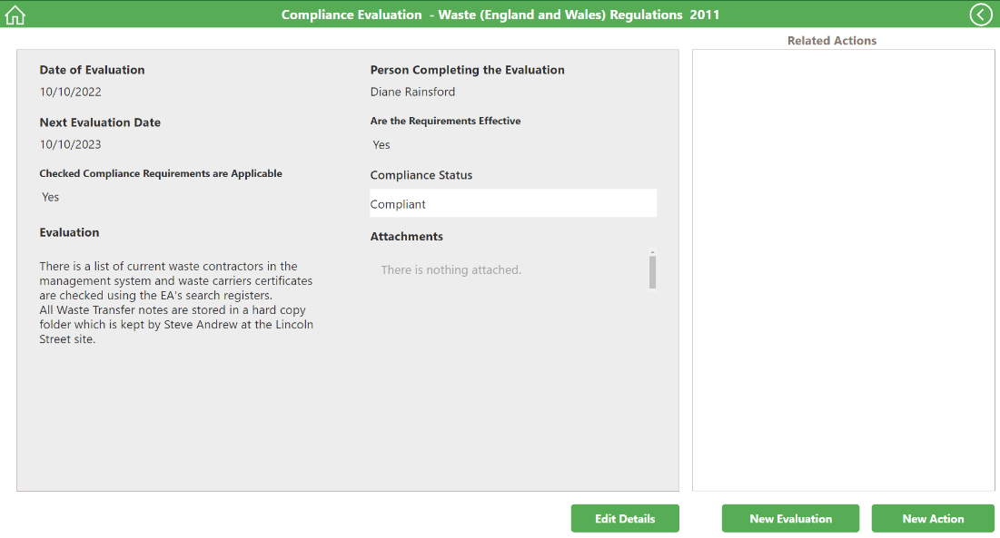 Compliance Evaluation - Waste (England and Wales) Regulations 2011
Related Actions
Date of Evaluation
10/10/2022
Next Evaluation Date
10/10/2023
Checked Compliance Requirements are Applicable
Yes
Evaluation
There is a list of current waste contractors in the
management system and waste carriers certificates
are checked using the EA's search registers.
All Waste Transfer notes are stored in a hard copy
folder which is kept by Steve Andrew at the Lincoln
Street site.
Person Completing the Evaluation
Diane Rainsford
Are the Requirements Effective
Yes
Compliance Status
Compliant
Attachments
There is nothing attached.
Edit Details
New Evaluation
New Action